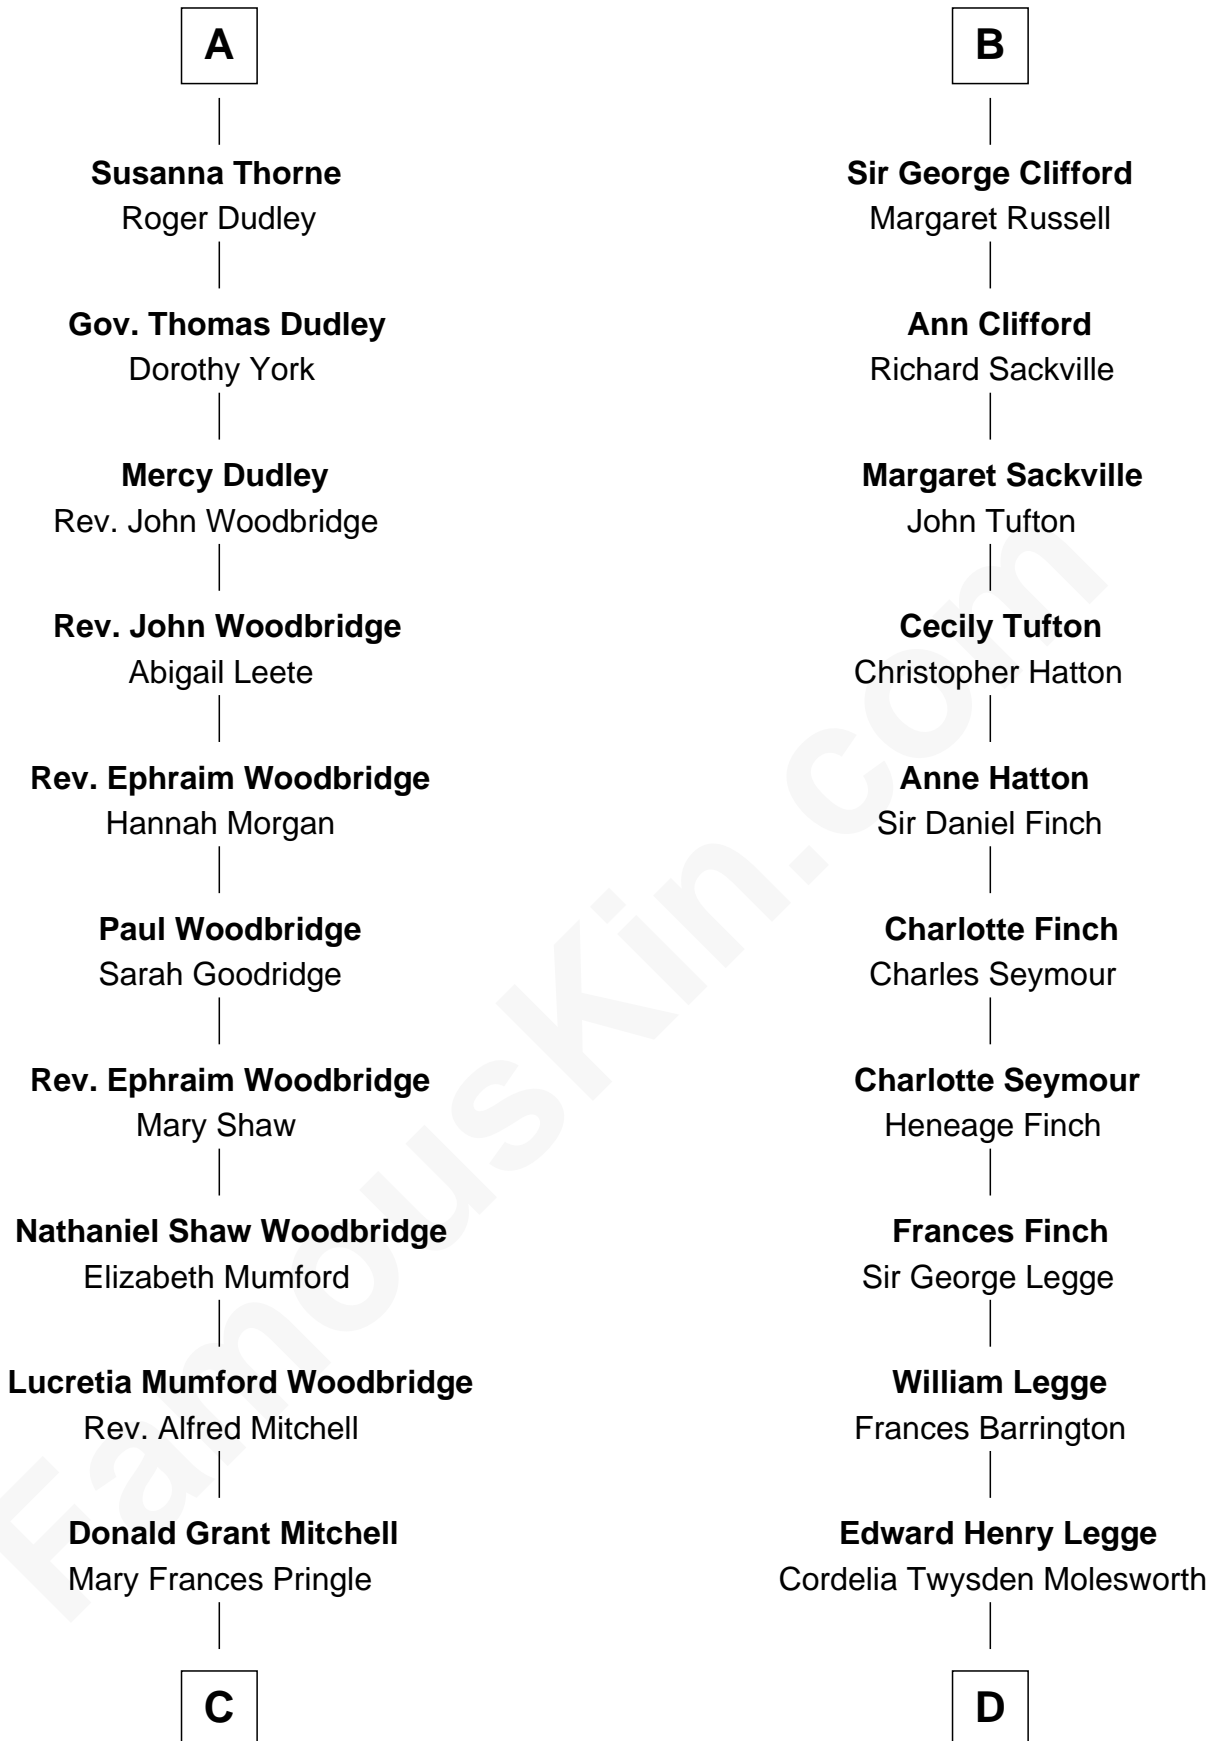 A
Susanna Thorne
Roger Dudley
Gov. Thomas Dudley
Dorothy York
Mercy Dudley
Rev. John Woodbridge
Rev. John Woodbridge
Abigail Leete
Rev. Ephraim Woodbridge
Hannah Morgan
Paul Woodbridge
Sarah Goodridge
Rev. Ephraim Woodbridge
Mary Shaw
Nathaniel Shaw Woodbridge
Elizabeth Mumford
Lucretia Mumford Woodbridge
Rev. Alfred Mitchell
Donald Grant Mitchell
Mary Frances Pringle
C
B
Sir George Clifford
Margaret Russell
Ann Clifford
Richard Sackville
Margaret Sackville
John Tufton
Cecily Tufton
Christopher Hatton
Anne Hatton
Sir Daniel Finch
Charlotte Finch
Charles Seymour
Charlotte Seymour
Heneage Finch
Frances Finch
Sir George Legge
William Legge
Frances Barrington
Edward Henry Legge
Cordelia Twysden Molesworth
D
FamousKin.com